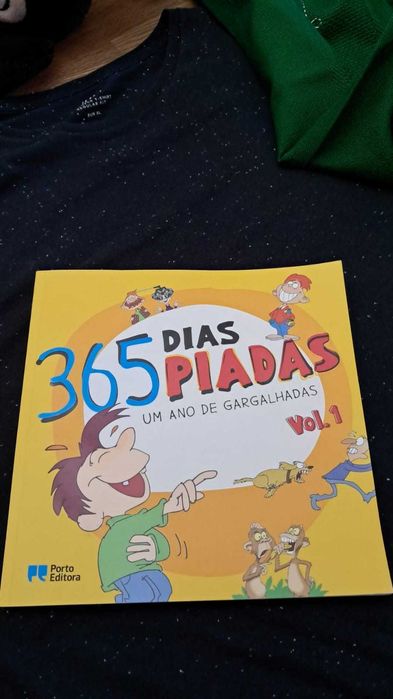 365 DIAS
PIADAS
UM ANO DE GARGALHADAS
Vol. 1
Porto
Editora